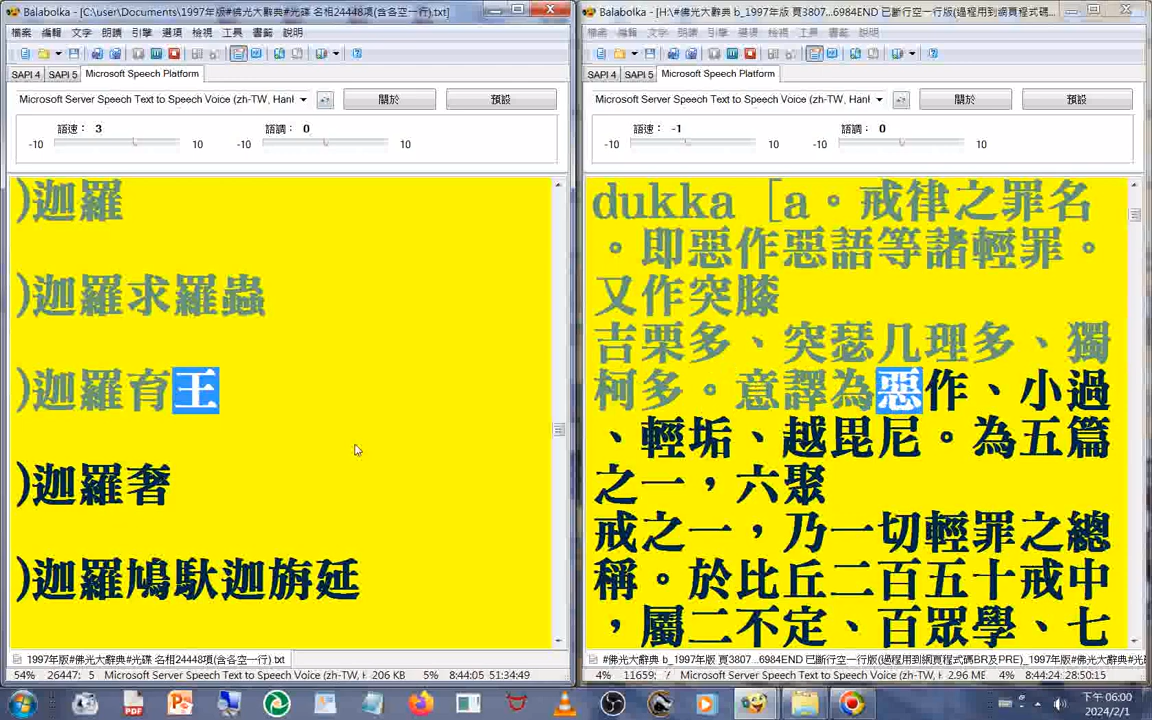 Balabolka - [C:\user\Documents\1997年版#佛光大辭典#光碟 名相24448項(含各空一行).txt]
檔案 編輯 文字 朗讀 引擎 選項 檢視 工具 書籤 說明
SAPI 4 SAPI 5 Microsoft Speech Platform
Microsoft Server Speech Text to Speech Voice (zh-TW, Hanl 關於 預設
語速： 3 語調： 0
-10 10 -10 10
)迦羅
)迦羅求羅蟲
)迦羅育王
)迦羅奢
)迦羅鳩馱迦旃延
1997年版#佛光大辭典#光碟 名相24448項(含各空一行).txt
54% 26447: 5 Microsoft Server Speech Text to Speech Voice (zh-TW, H 206 KB 5% 8:44:05 51:34:49
Balabolka - [H:\#佛光大辭典 b_1997年版 頁3807...6984END 已斷行空一行版(過程用到網頁程式碼...
檔案 編輯 文字 朗讀 引擎 選項 檢視 工具 書籤 說明
SAPI 4 SAPI 5 Microsoft Speech Platform
Microsoft Server Speech Text to Speech Voice (zh-TW, Hanl 關於 預設
語速： -1 語調： 0
-10 10 -10 10
dukka [a。戒律之罪名
。即惡作惡語等諸輕罪。
又作突膝
吉栗多、突瑟几理多、獨
柯多。意譯為惡作、小過
、輕垢、越毘尼。為五篇
之一，六聚
戒之一，乃一切輕罪之總
稱。於比丘二百五十戒中
，屬二不定、百眾學、七
#佛光大辭典 b_1997年版 頁3807...6984END 已斷行空一行版(過程用到網頁程式碼BR及PRE)_1997年版#佛光大辭典#光
4% 11659: 7 Microsoft Server Speech Text to Speech Voice (zh-TW, H 2.96 ME 4% 8:44:24 28:50:15
下午 06:00
2024/2/1